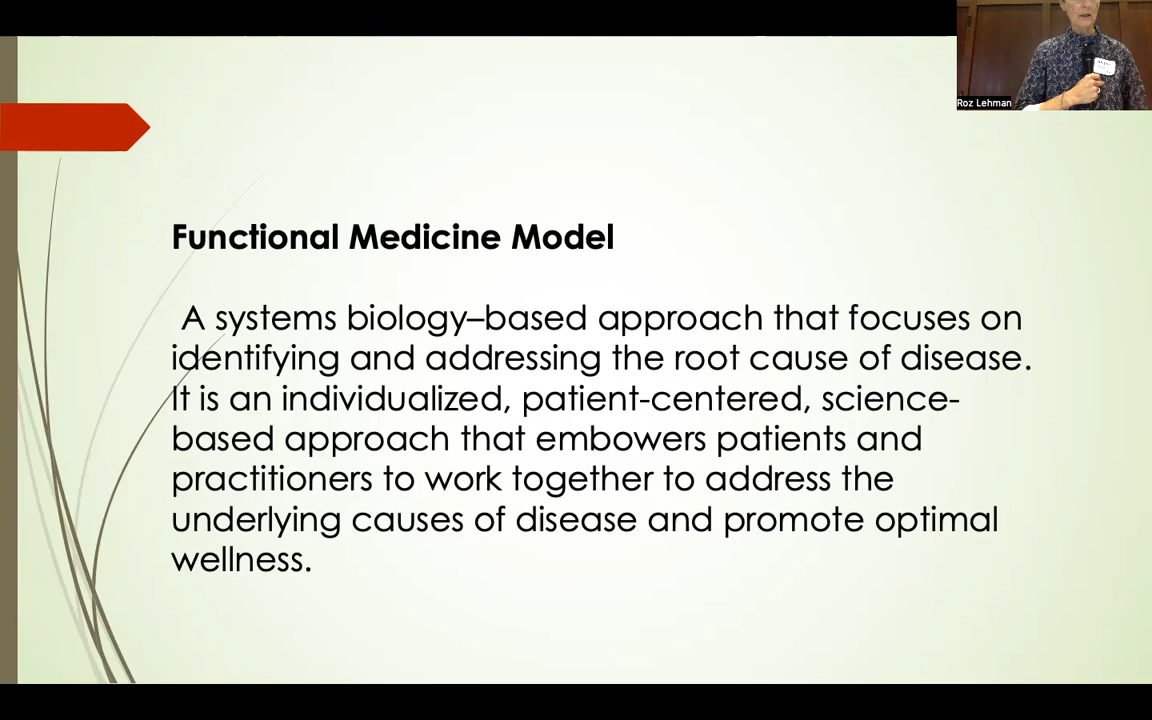 Roz Lehman
Functional Medicine Model
A systems biology–based approach that focuses on
identifying and addressing the root cause of disease.
It is an individualized, patient-centered, science-
based approach that embowers patients and
practitioners to work together to address the
underlying causes of disease and promote optimal
wellness.